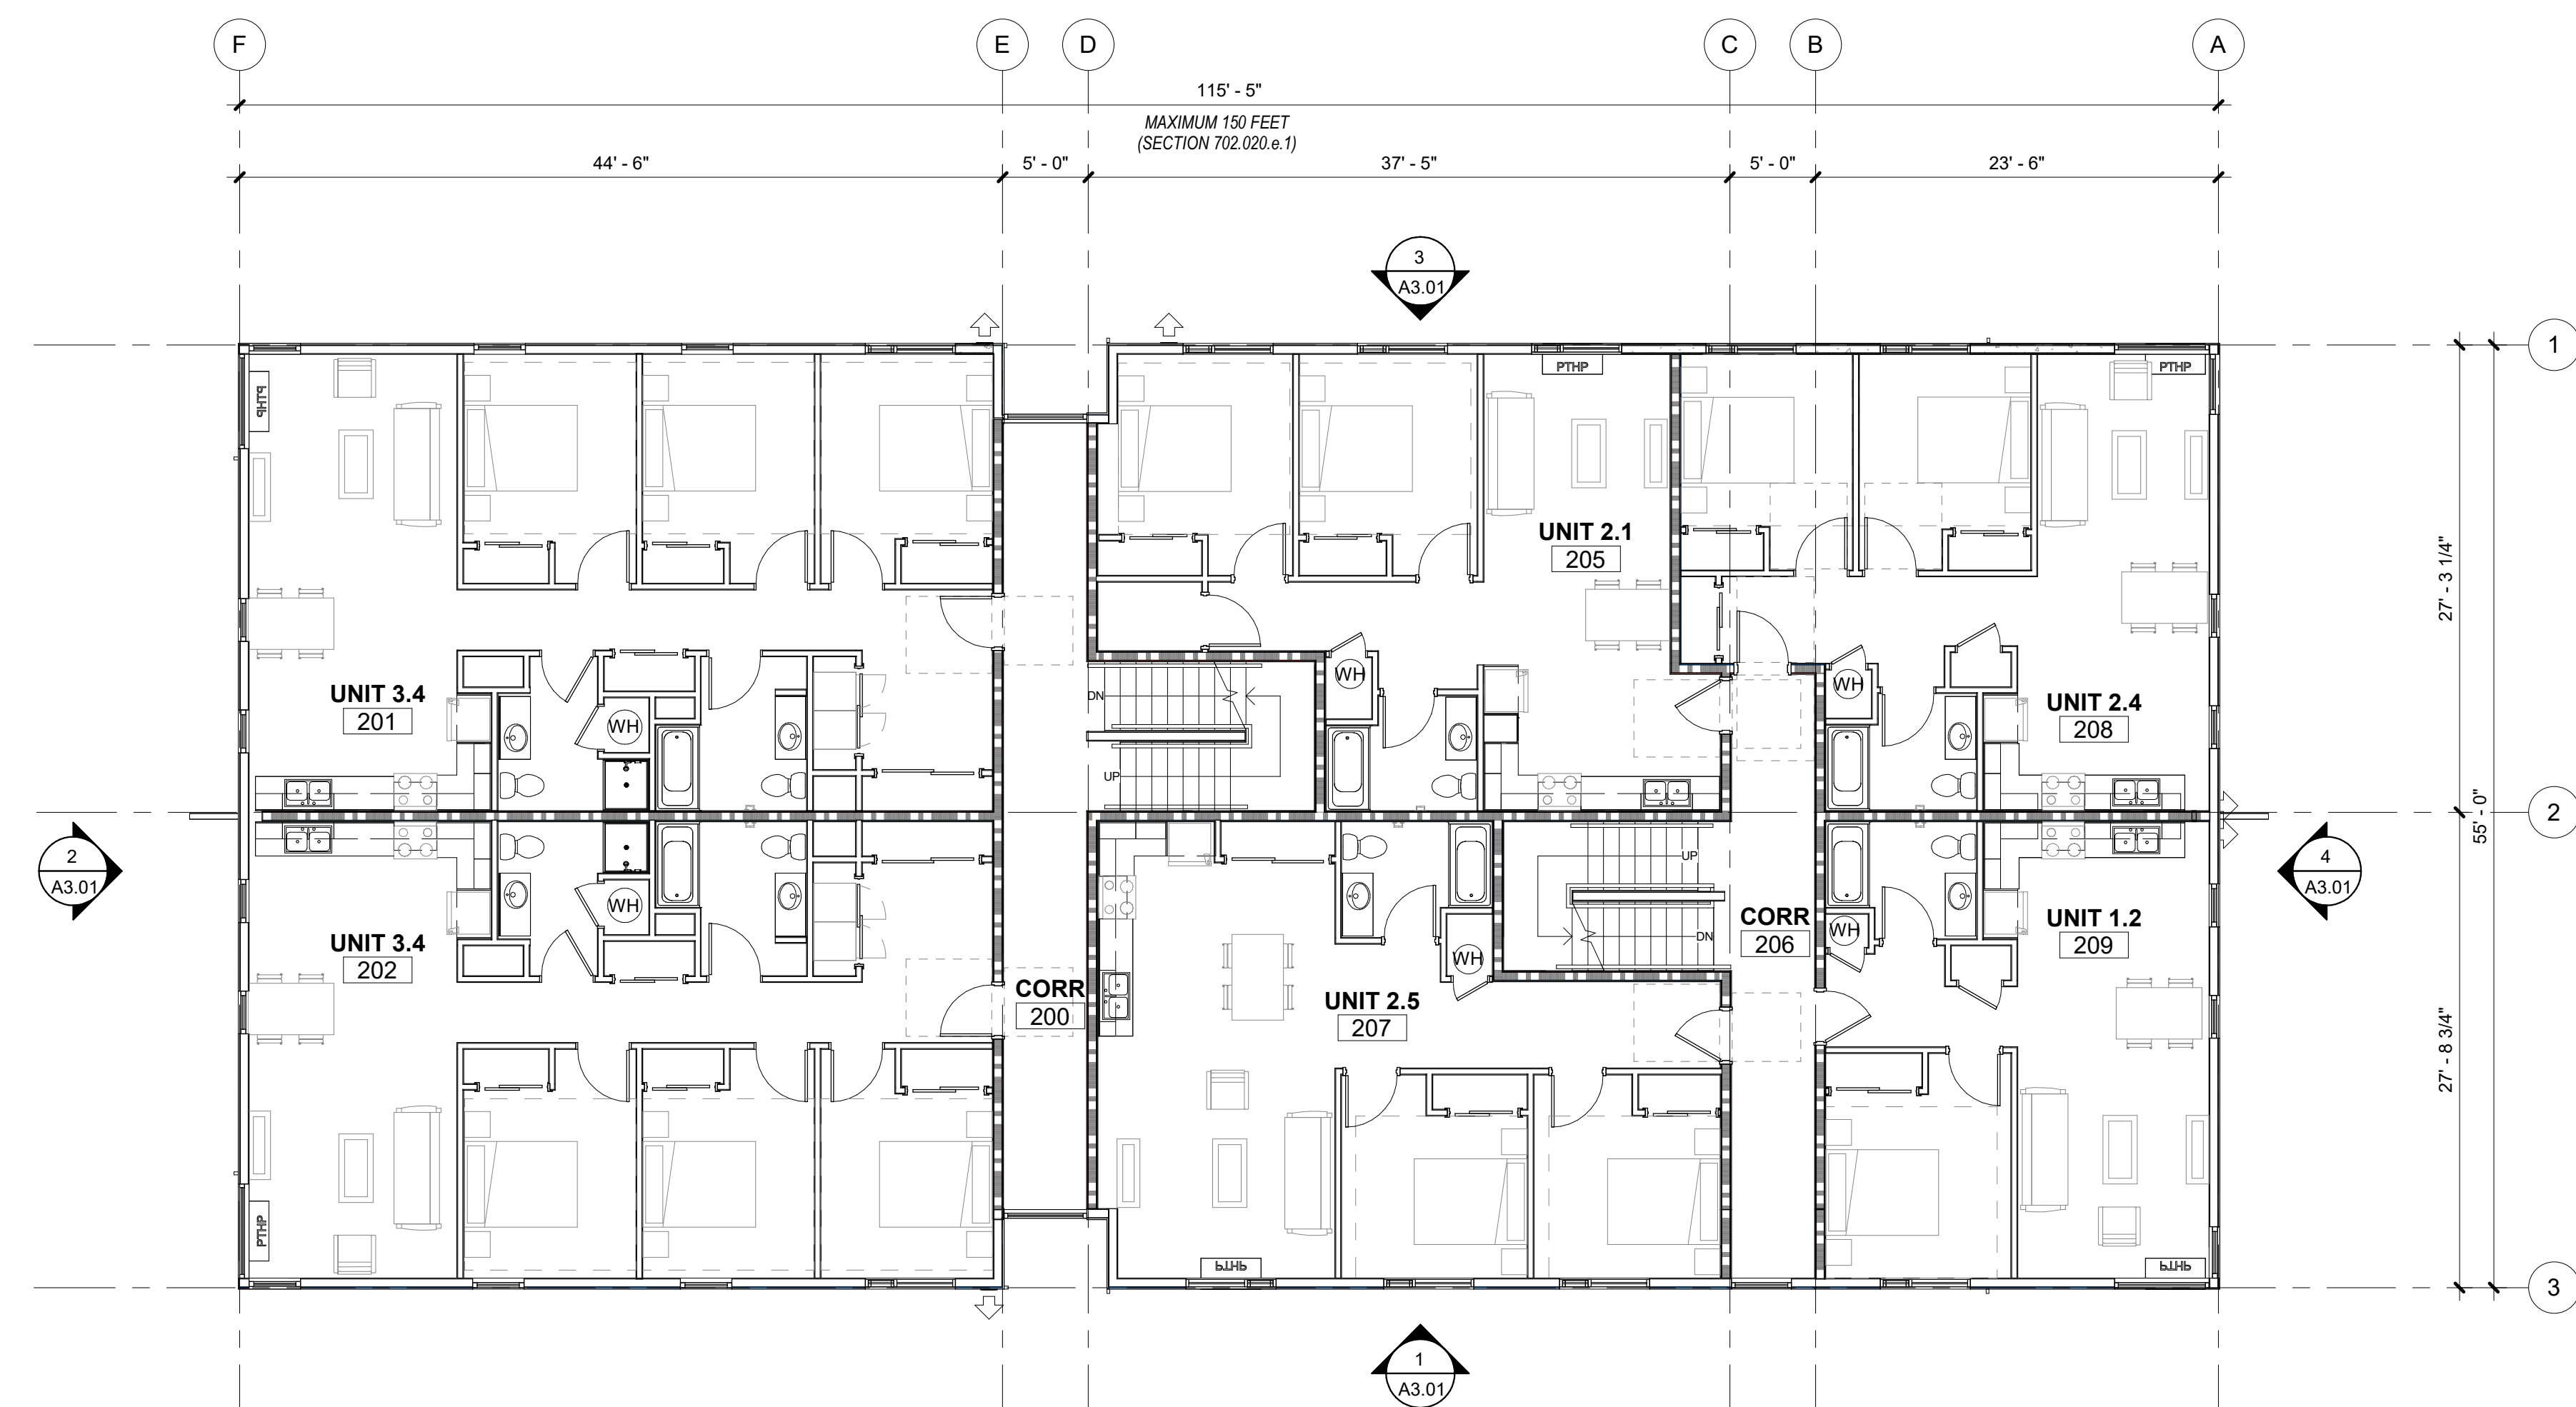 F
E
D
C
B
A
115' - 5"
MAXIMUM 150 FEET
(SECTION 702.020.e.1)
44' - 6"
5' - 0"
37' - 5"
5' - 0"
23' - 6"
3
A3.01
1
PTHP
PTHP
PTHP
UNIT 2.1
205
27' - 3 1/4"
UNIT 3.4
201
WH
DN
UP
WH
WH
UNIT 2.4
208
2
55' - 0"
2
A3.01
4
A3.01
UNIT 3.4
202
WH
CORR
200
UNIT 2.5
207
WH
UP
DN
CORR
206
WH
UNIT 1.2
209
27' - 8 3/4"
PTHP
PTHP
PTHP
3
1
A3.01